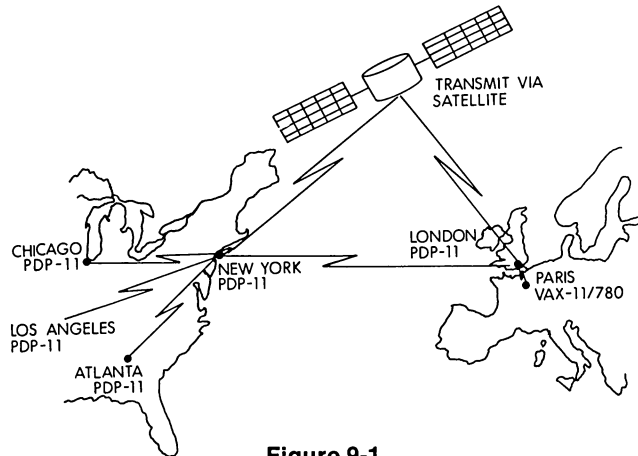 TRANSMIT VIA
SATELLITE
CHICAGO
PDP-11
NEW YORK
PDP-11
LONDON
PDP-11
PARIS
VAX-11/780
LOS ANGELES
PDP-11
ATLANTA
PDP-11
Figure 9-1